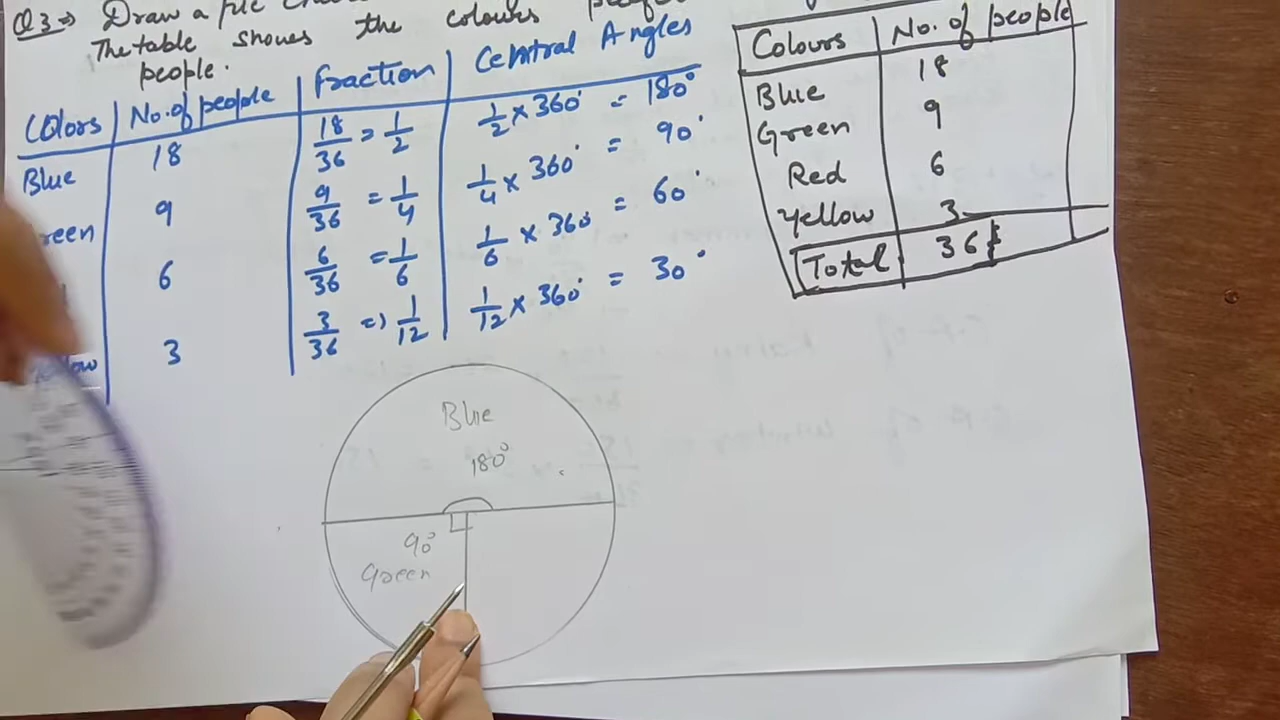 Q3⇒ Draw a pie
The table shows the colours
people.
Colors No. of people Fraction Central Angles
Blue 18 18/36 = 1/2 1/2 × 360° = 180°
reen 9 9/36 = 1/4 1/4 × 360° = 90°
6 6/36 = 1/6 1/6 × 360° = 60°
3 3/36 => 1/12 1/12 × 360° = 30°
Colours No. of people
Blue 18
Green 9
Red 6
Yellow 3
Total 36
Blue
180°
90°
Green